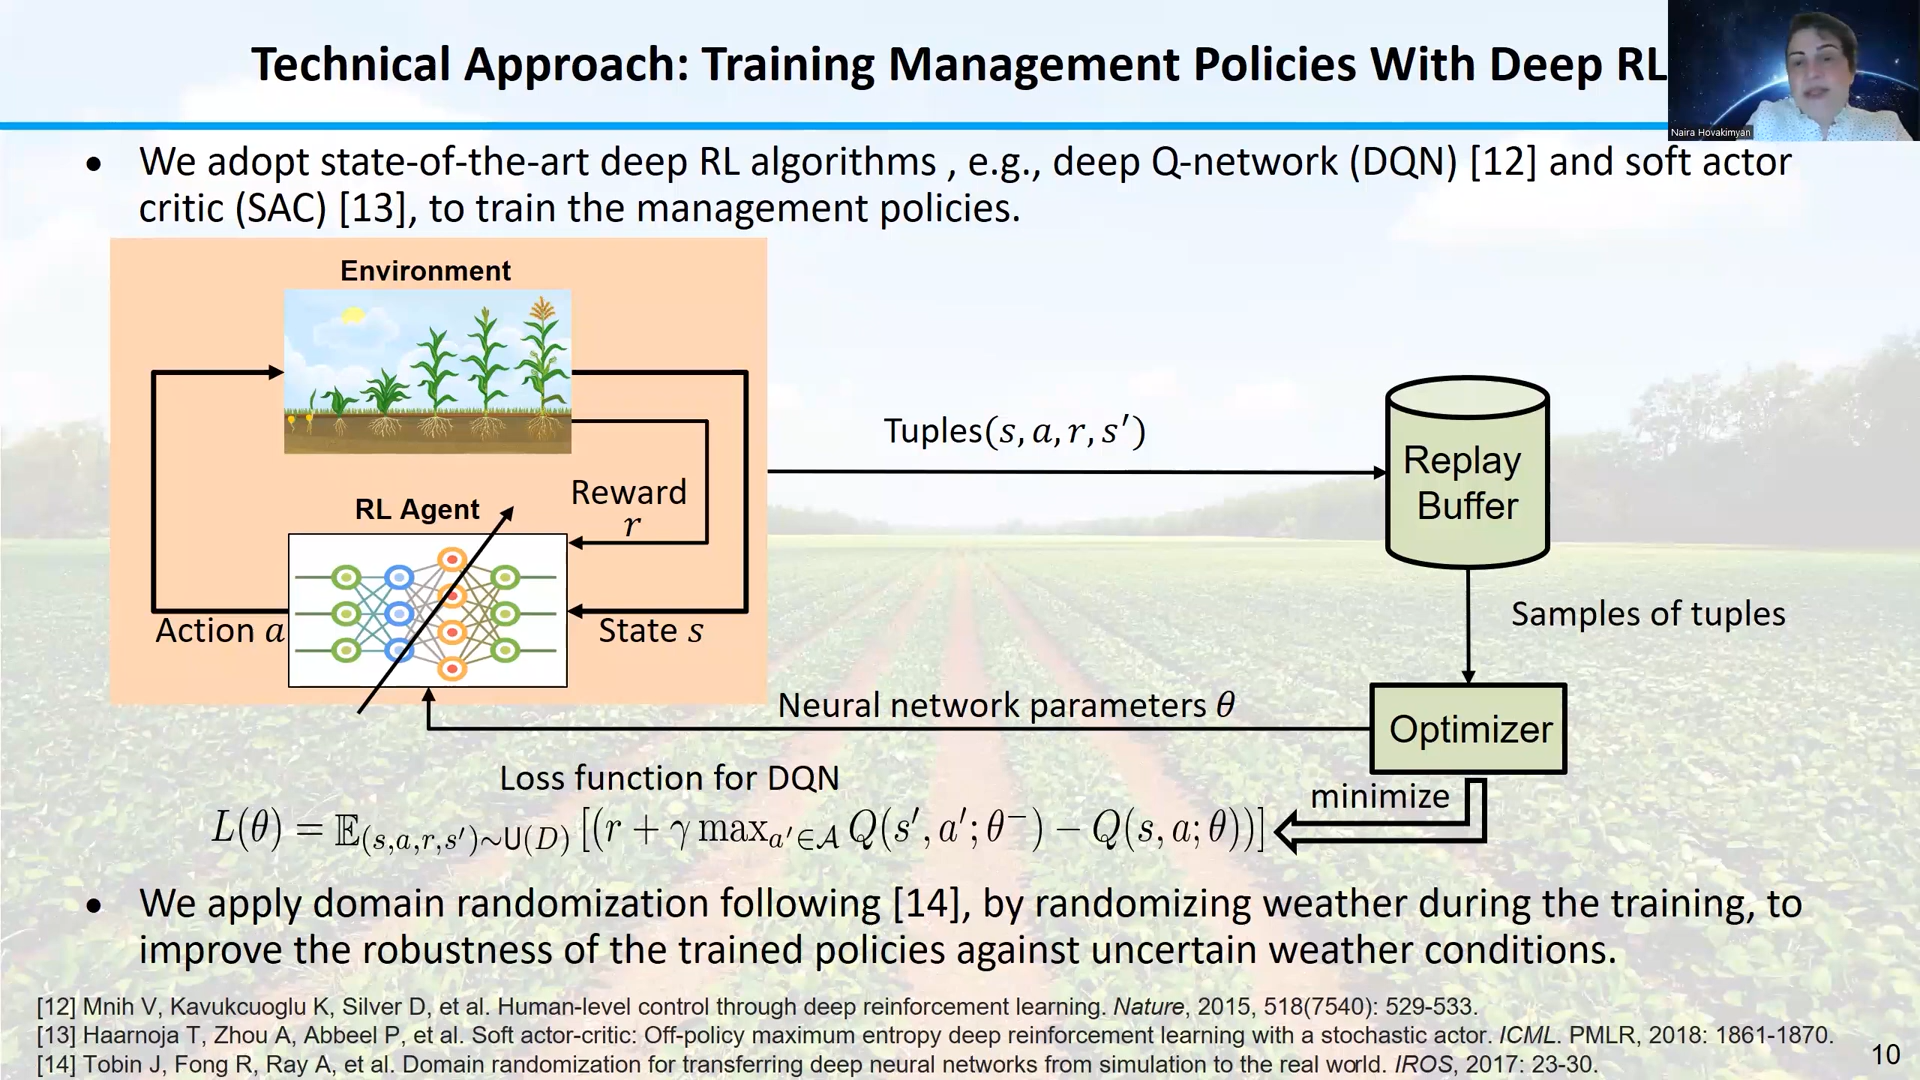 Technical Approach: Training Management Policies With Deep RL
Naira Hovakimyan
• We adopt state-of-the-art deep RL algorithms , e.g., deep Q-network (DQN) [12] and soft actor
critic (SAC) [13], to train the management policies.
Environment
Tuples(s, a, r, s′)
Replay
Buffer
Reward
r
RL Agent
Action a
State s
Samples of tuples
Neural network parameters θ
Optimizer
Loss function for DQN
minimize
L(θ) = 𝔼(s,a,r,s′)∼U(D) [(r + γ max_{a′∈𝒜} Q(s′, a′; θ⁻) − Q(s, a; θ))]
• We apply domain randomization following [14], by randomizing weather during the training, to
improve the robustness of the trained policies against uncertain weather conditions.
[12] Mnih V, Kavukcuoglu K, Silver D, et al. Human-level control through deep reinforcement learning. Nature, 2015, 518(7540): 529-533.
[13] Haarnoja T, Zhou A, Abbeel P, et al. Soft actor-critic: Off-policy maximum entropy deep reinforcement learning with a stochastic actor. ICML. PMLR, 2018: 1861-1870.
[14] Tobin J, Fong R, Ray A, et al. Domain randomization for transferring deep neural networks from simulation to the real world. IROS, 2017: 23-30.
10